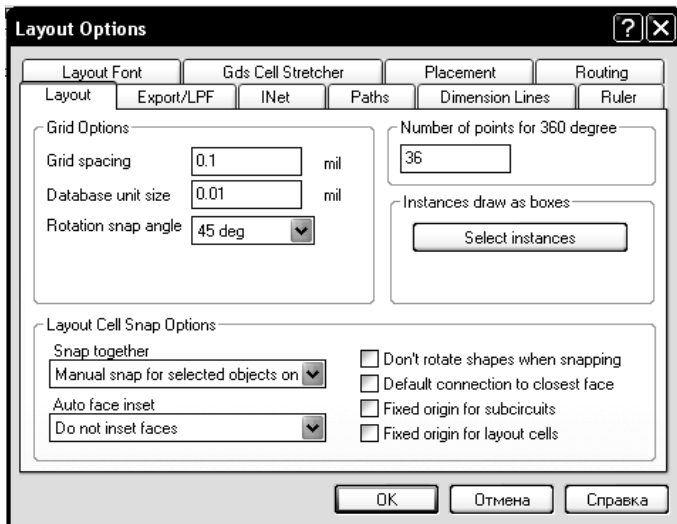 Layout Options
Layout Font Gds Cell Stretcher Placement Routing
Layout Export/LPF INet Paths Dimension Lines Ruler
Grid Options
Grid spacing 0.1 mil
Database unit size 0.01 mil
Rotation snap angle 45 deg
Number of points for 360 degree
36
Instances draw as boxes
Select instances
Layout Cell Snap Options
Snap together
Manual snap for selected objects on
Auto face inset
Do not inset faces
Don't rotate shapes when snapping
Default connection to closest face
Fixed origin for subcircuits
Fixed origin for layout cells
OK Отмена Справка